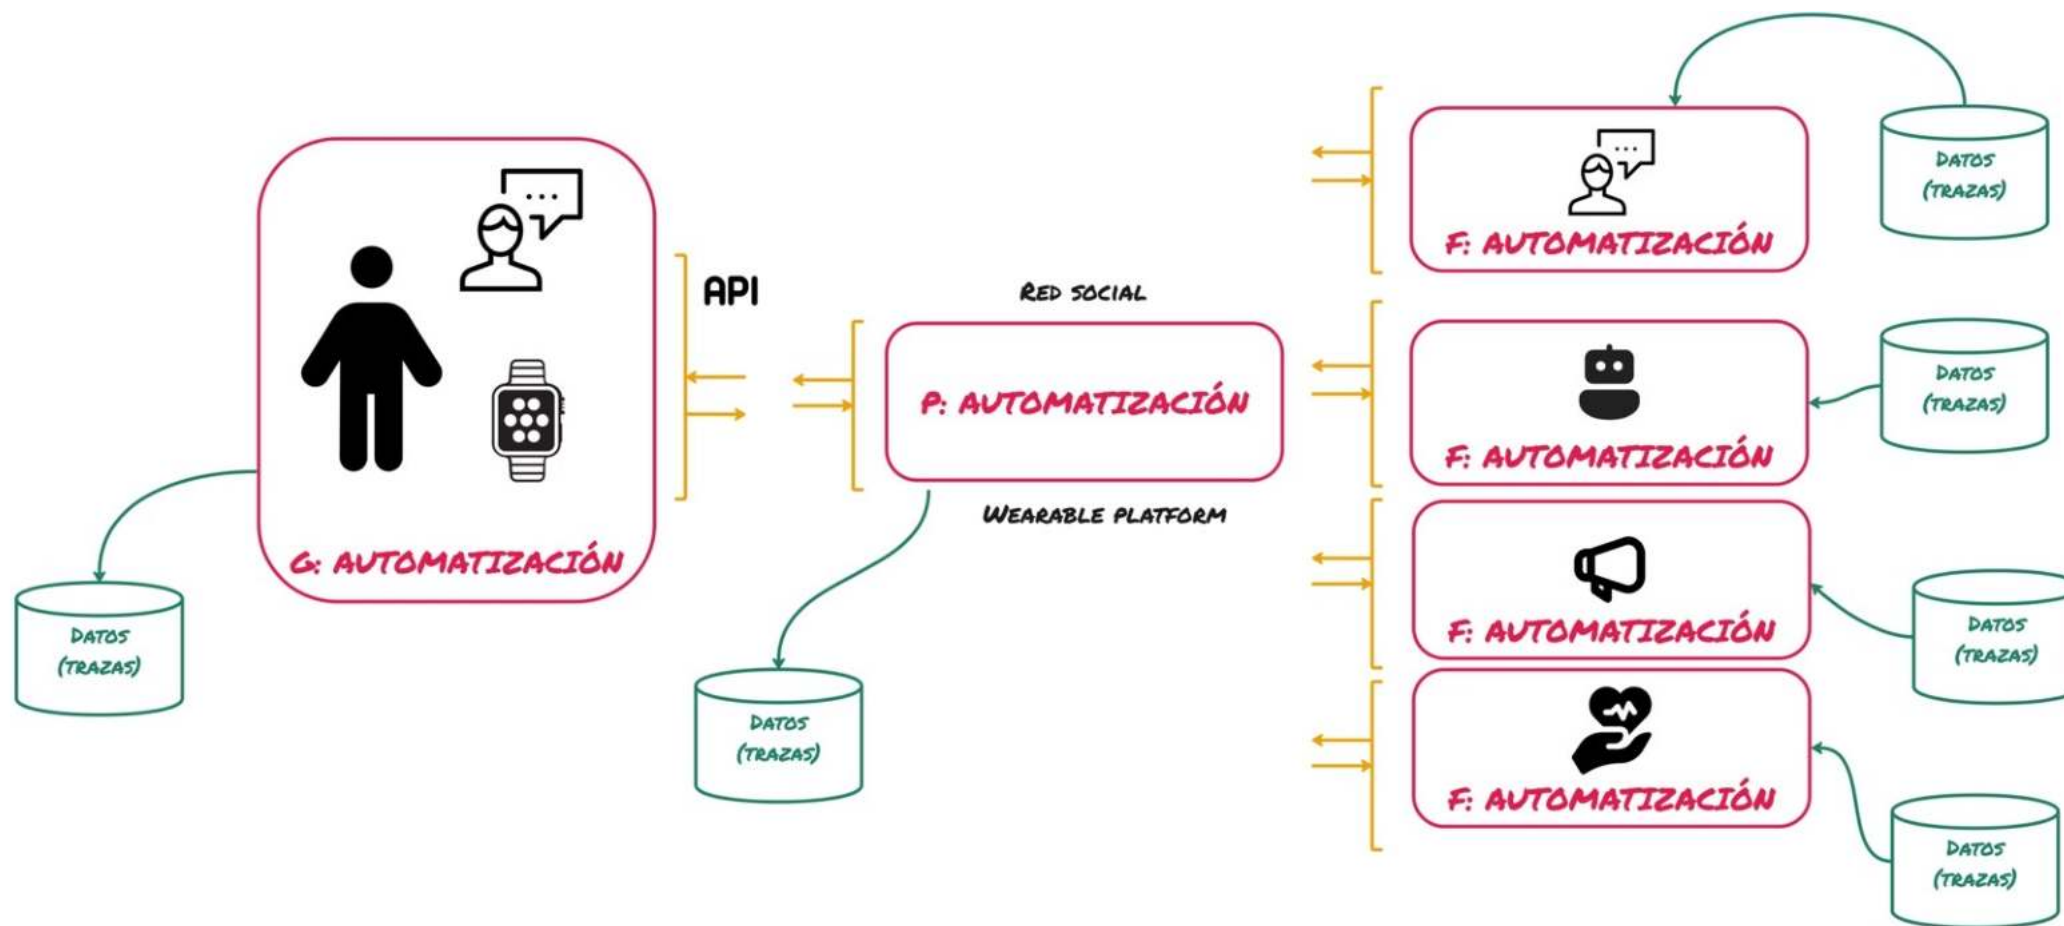 API
G: AUTOMATIZACIÓN
DATOS
(TRAZAS)
RED SOCIAL
P: AUTOMATIZACIÓN
WEARABLE PLATFORM
DATOS
(TRAZAS)
F: AUTOMATIZACIÓN
DATOS
(TRAZAS)
F: AUTOMATIZACIÓN
DATOS
(TRAZAS)
F: AUTOMATIZACIÓN
DATOS
(TRAZAS)
F: AUTOMATIZACIÓN
DATOS
(TRAZAS)